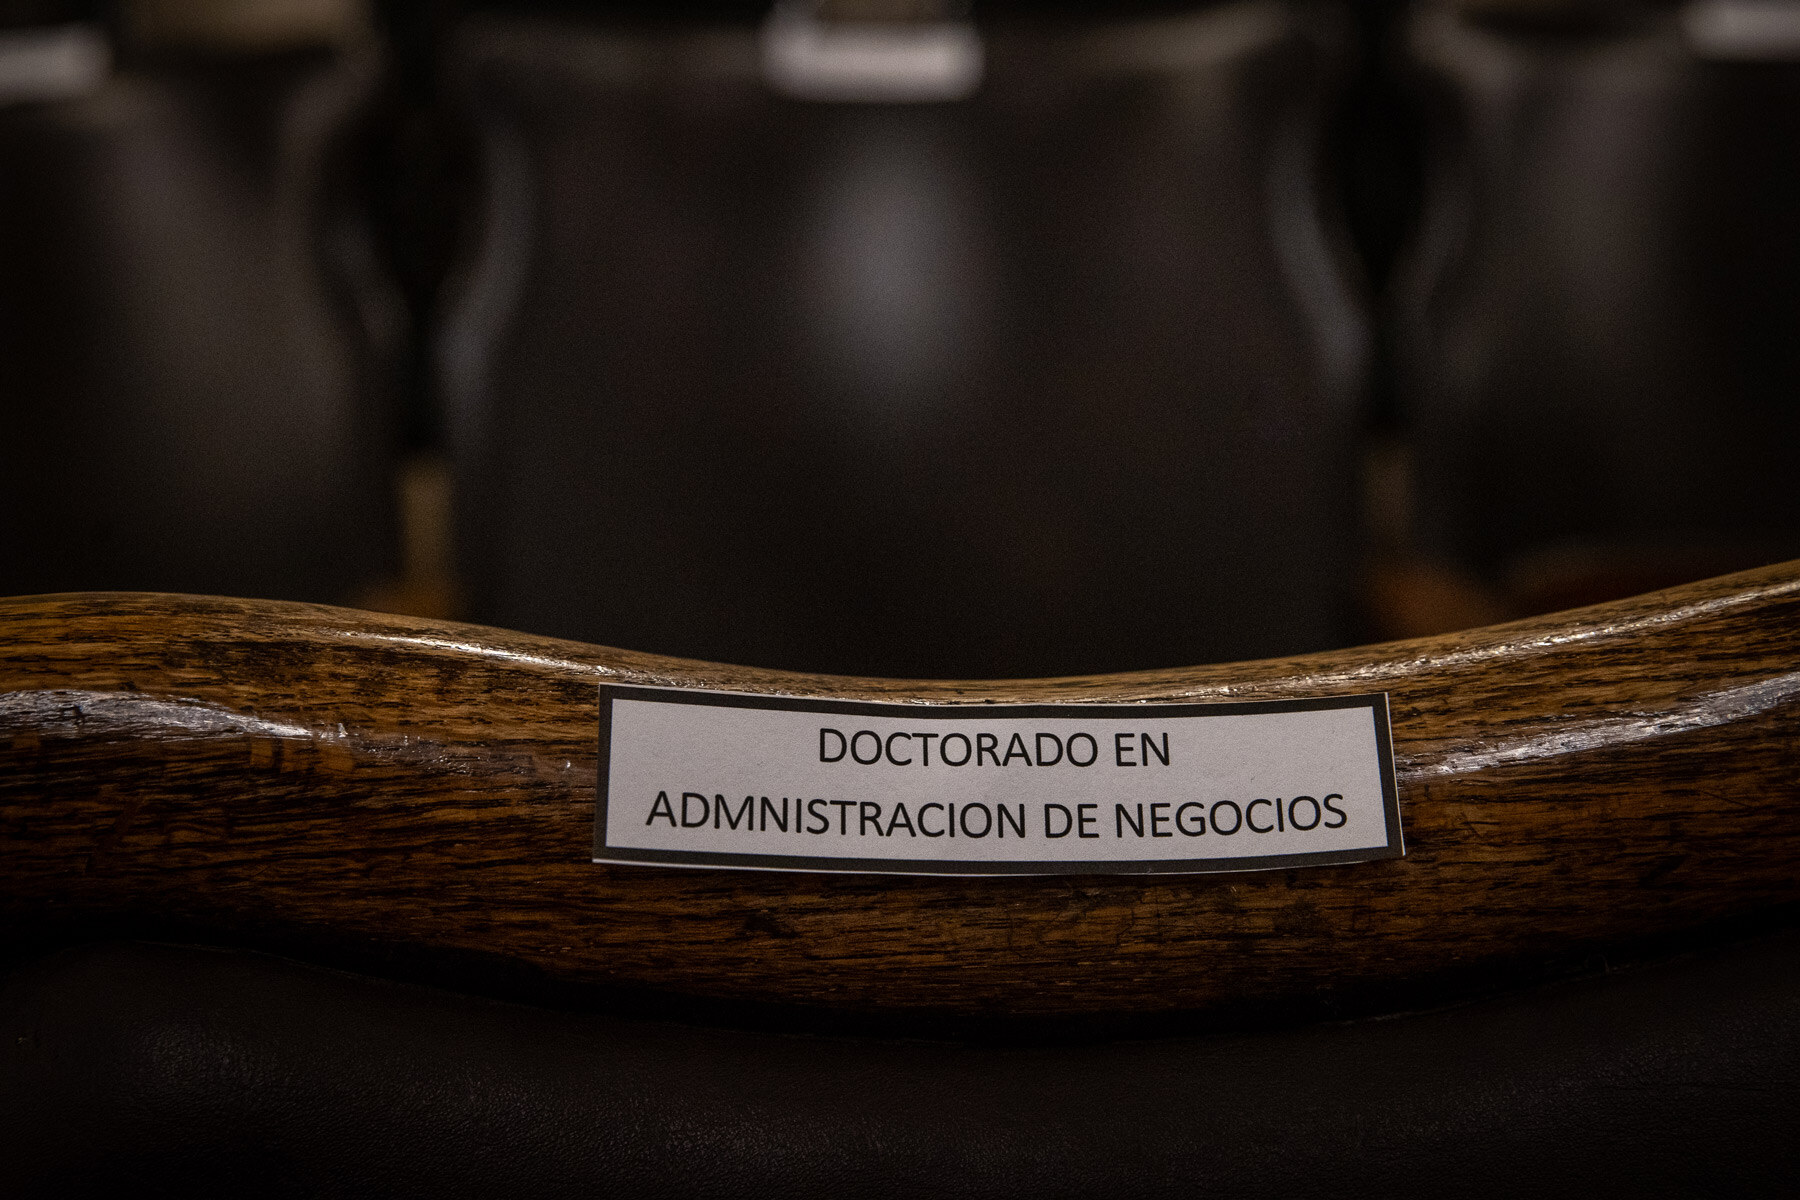 DOCTORADO EN
ADMNISTRACION DE NEGOCIOS